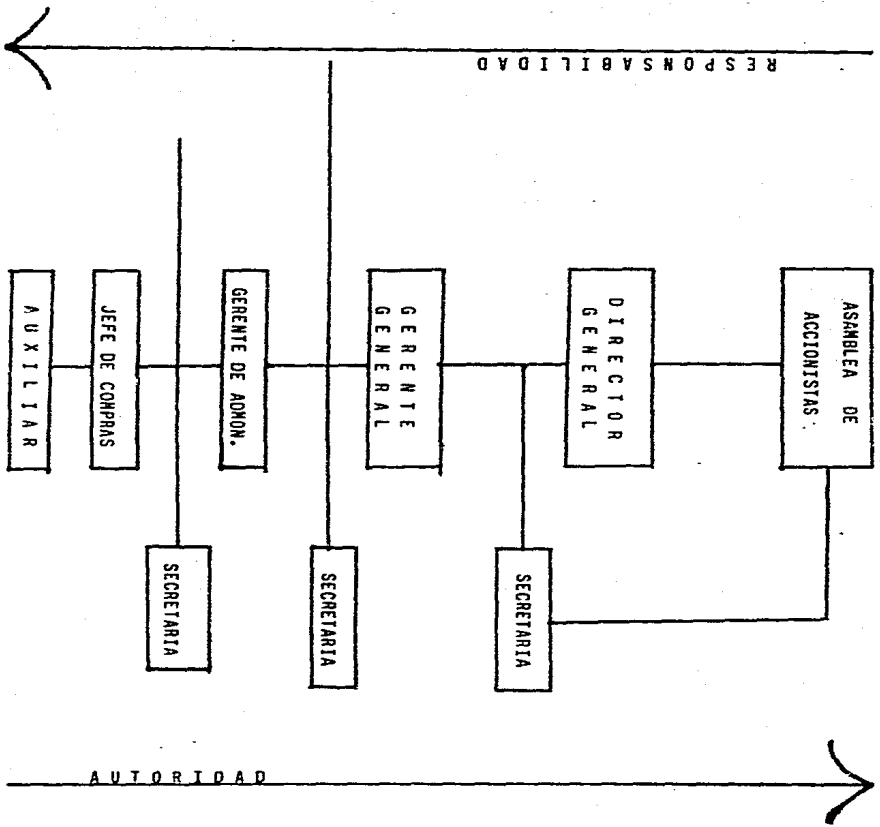 RESPONSABILIDAD
ASAMBLEA DE
ACCIONISTAS
DIRECTOR
GENERAL
SECRETARIA
GERENTE
GENERAL
SECRETARIA
GERENTE DE ADMON.
SECRETARIA
JEFE DE COMPRAS
AUXILIAR
AUTORIDAD